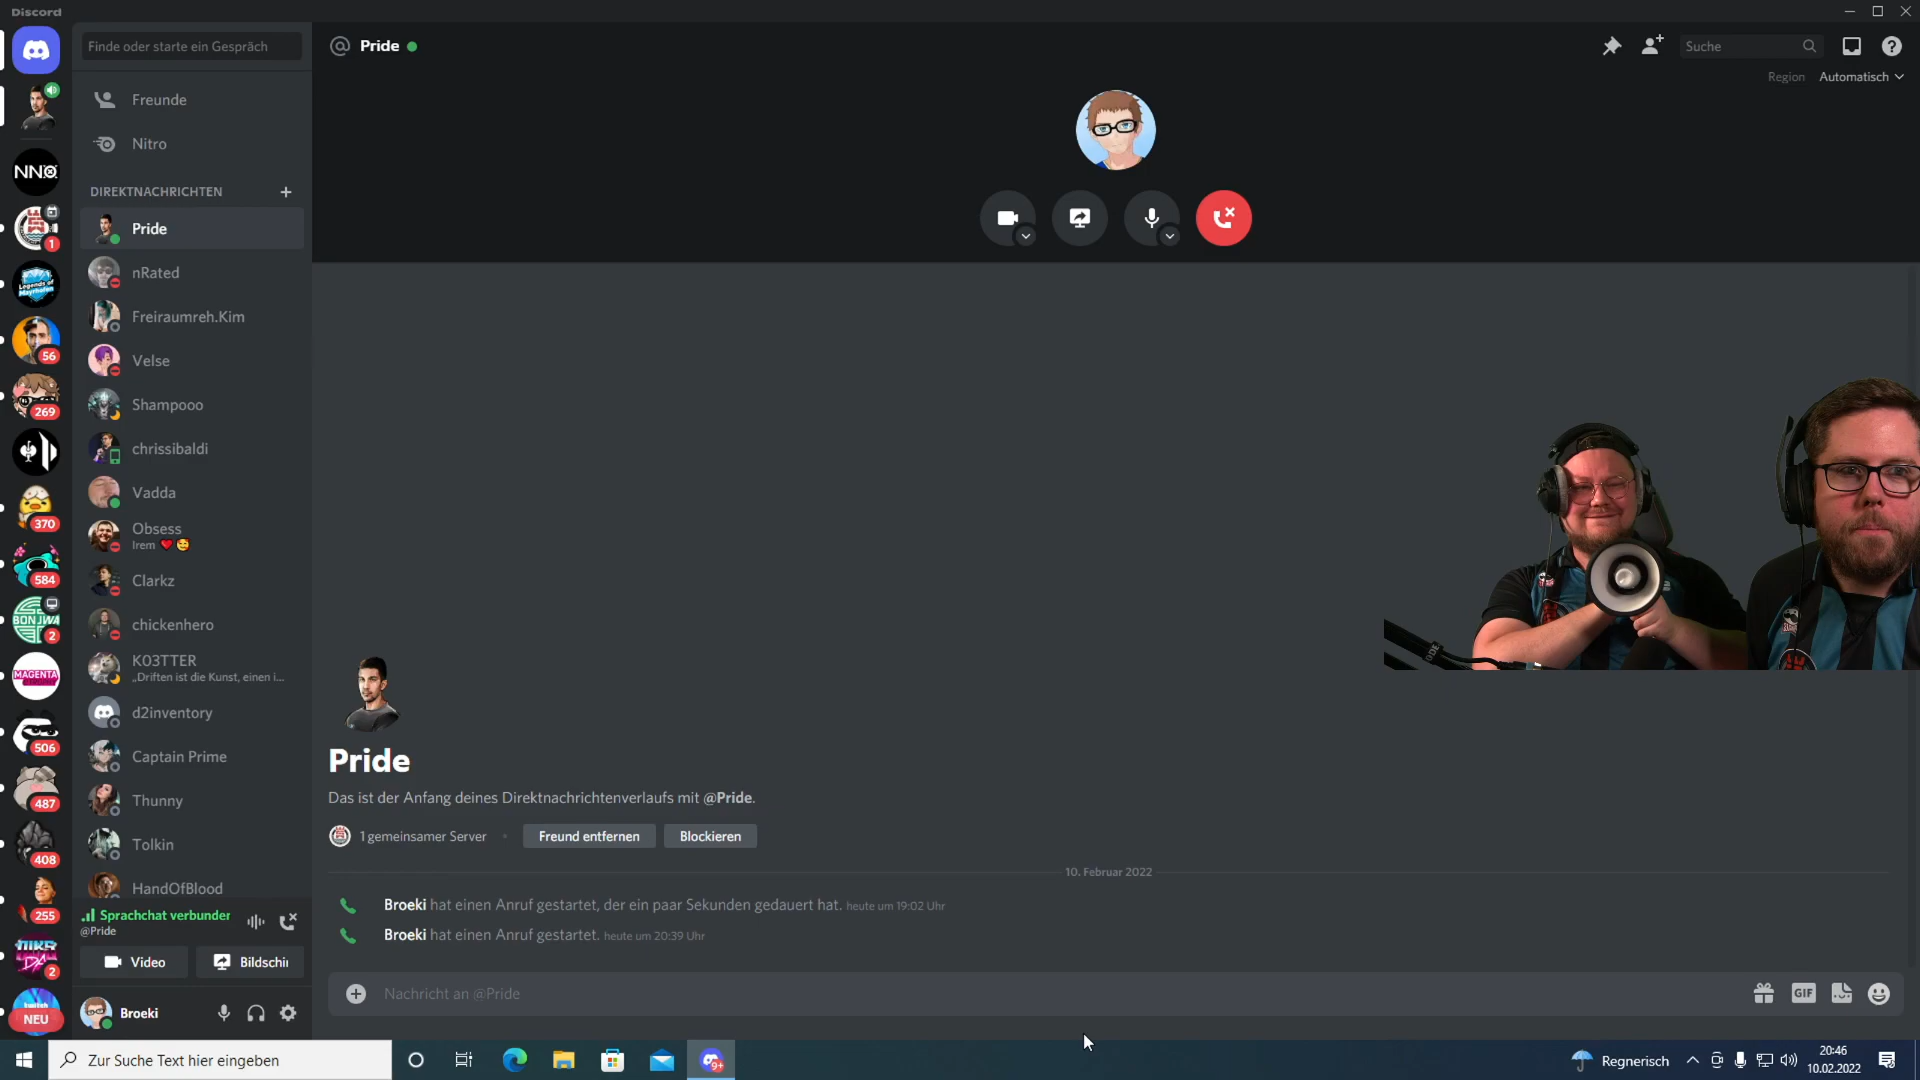 Discord
Finde oder starte ein Gespräch
Pride
Suche
Region Automatisch
Freunde
Nitro
DIREKTNACHRICHTEN
Pride
nRated
Freiraumreh.Kim
Velse
Shampooo
chrissibaldi
Vadda
Obsess
Irem
Clarkz
chickenhero
KO3TTER
„Driften ist die Kunst, einen i...
d2inventory
Captain Prime
Thunny
Tolkin
HandOfBlood
NNO
1
Legends of
Mayrhofen
56
269
370
584
BONJWA
2
MAGENTA
506
487
408
255
2
NEU
Sprachchat verbunden
@Pride
Video
Bildschi
Broeki
Pride
Das ist der Anfang deines Direktnachrichtenverlaufs mit @Pride.
1 gemeinsamer Server
Freund entfernen
Blockieren
10. Februar 2022
Broeki hat einen Anruf gestartet, der ein paar Sekunden gedauert hat. heute um 19:02 Uhr
Broeki hat einen Anruf gestartet. heute um 20:39 Uhr
Nachricht an @Pride
GIF
Zur Suche Text hier eingeben
9+
Regnerisch
20:46
10.02.2022